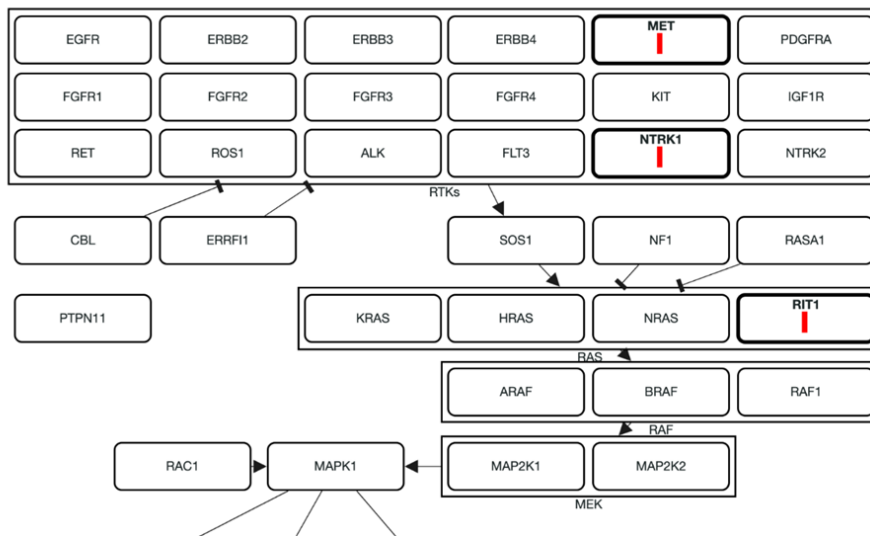 EGFR ERBB2 ERBB3 ERBB4 MET PDGFRA
FGFR1 FGFR2 FGFR3 FGFR4 KIT IGF1R
RET ROS1 ALK FLT3 NTRK1 NTRK2
RTKs
CBL ERRFI1 SOS1 NF1 RASA1
PTPN11 KRAS HRAS NRAS RIT1
RAS
ARAF BRAF RAF1
RAF
RAC1 MAPK1 MAP2K1 MAP2K2
MEK